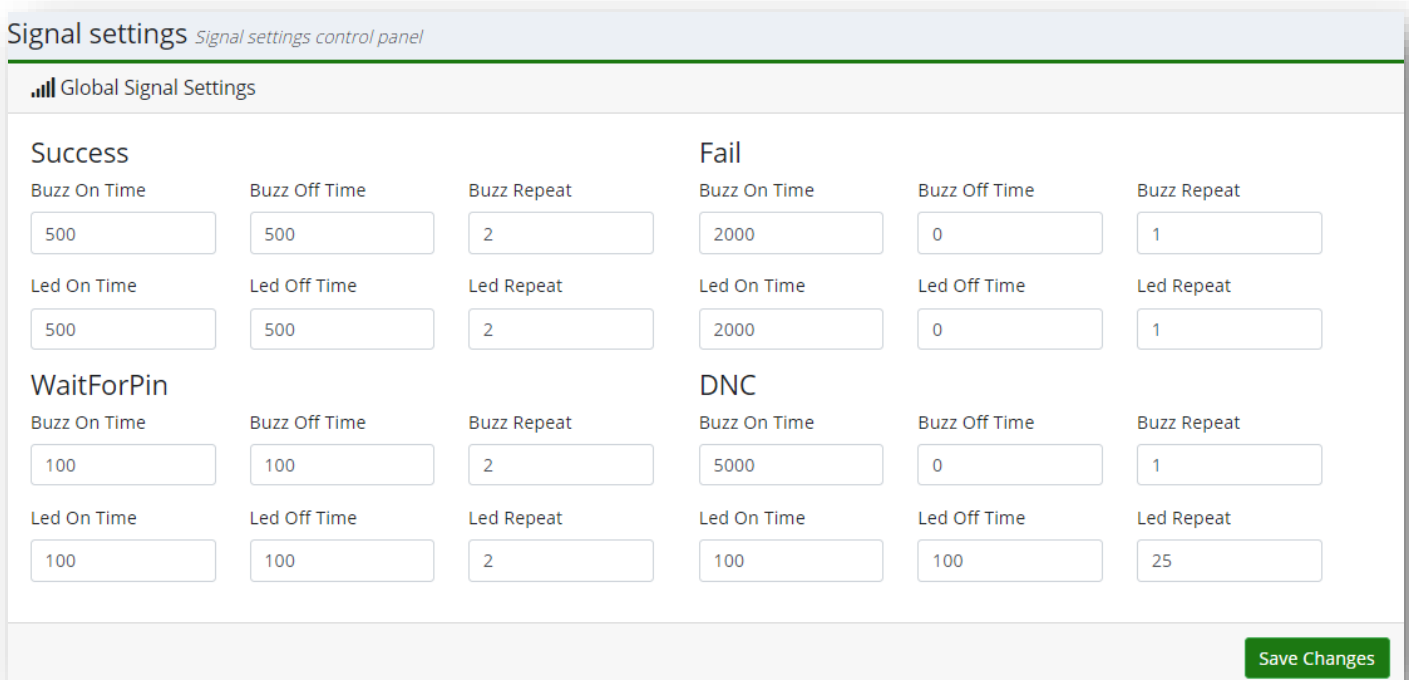 Signal settings Signal settings control panel
Global Signal Settings
Success
Buzz On Time Buzz Off Time Buzz Repeat
500 500 2
Led On Time Led Off Time Led Repeat
500 500 2
Fail
Buzz On Time Buzz Off Time Buzz Repeat
2000 0 1
Led On Time Led Off Time Led Repeat
2000 0 1
WaitForPin
Buzz On Time Buzz Off Time Buzz Repeat
100 100 2
Led On Time Led Off Time Led Repeat
100 100 2
DNC
Buzz On Time Buzz Off Time Buzz Repeat
5000 0 1
Led On Time Led Off Time Led Repeat
100 100 25
Save Changes